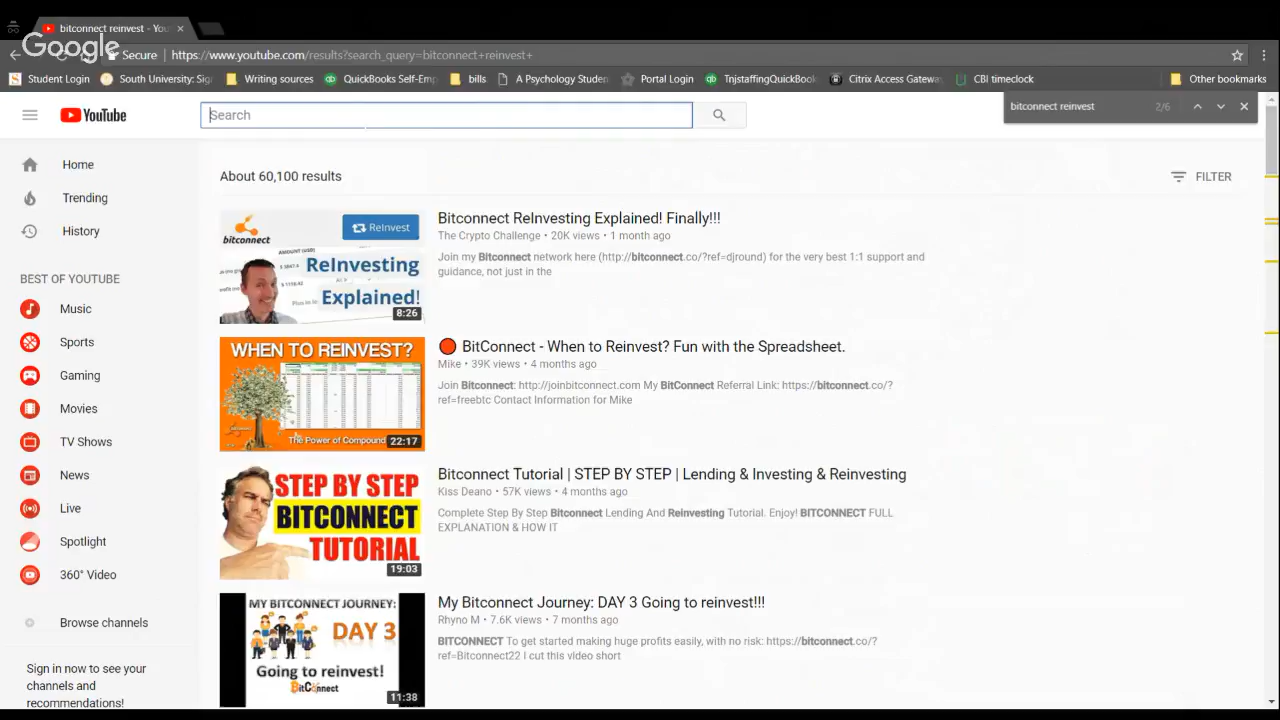 bitconnect reinvest - You
Google
Secure
https://www.youtube.com/results?search_query=bitconnect+reinvest+
Student Login
South University: Sig
Writing sources
QuickBooks Self-Emp
bills
A Psychology Studen
Portal Login
TnjstaffingQuickBook
Citrix Access Gatewa
CBI timeclock
Other bookmarks
YouTube
Search
bitconnect reinvest 2/6
Home
Trending
History
BEST OF YOUTUBE
Music
Sports
Gaming
Movies
TV Shows
News
Live
Spotlight
360° Video
Browse channels
Sign in now to see your
channels and
recommendations!
About 60,100 results
FILTER
bitconnect
ReInvest
AMOUNT (USD)
ReInvesting
Explained!
8:26
Bitconnect ReInvesting Explained! Finally!!!
The Crypto Challenge • 20K views • 1 month ago
Join my Bitconnect network here (http://bitconnect.co/?ref=djround) for the very best 1:1 support and
guidance, not just in the
WHEN TO REINVEST?
The Power of Compound
22:17
BitConnect - When to Reinvest? Fun with the Spreadsheet.
Mike • 39K views • 4 months ago
Join Bitconnect: http://joinbitconnect.com My BitConnect Referral Link: https://bitconnect.co/?
ref=freebtc Contact Information for Mike
STEP BY STEP
BITCONNECT
TUTORIAL
19:03
Bitconnect Tutorial | STEP BY STEP | Lending & Investing & Reinvesting
Kiss Deano • 57K views • 4 months ago
Complete Step By Step Bitconnect Lending And Reinvesting Tutorial. Enjoy! BITCONNECT FULL
EXPLANATION & HOW IT
MY BITCONNECT JOURNEY:
DAY 3
Going to reinvest!
BitConnect
11:38
My Bitconnect Journey: DAY 3 Going to reinvest!!!
Rhyno M • 7.6K views • 7 months ago
BITCONNECT To get started making huge profits easily, with no risk: https://bitconnect.co/?
ref=Bitconnect22 I cut this video short